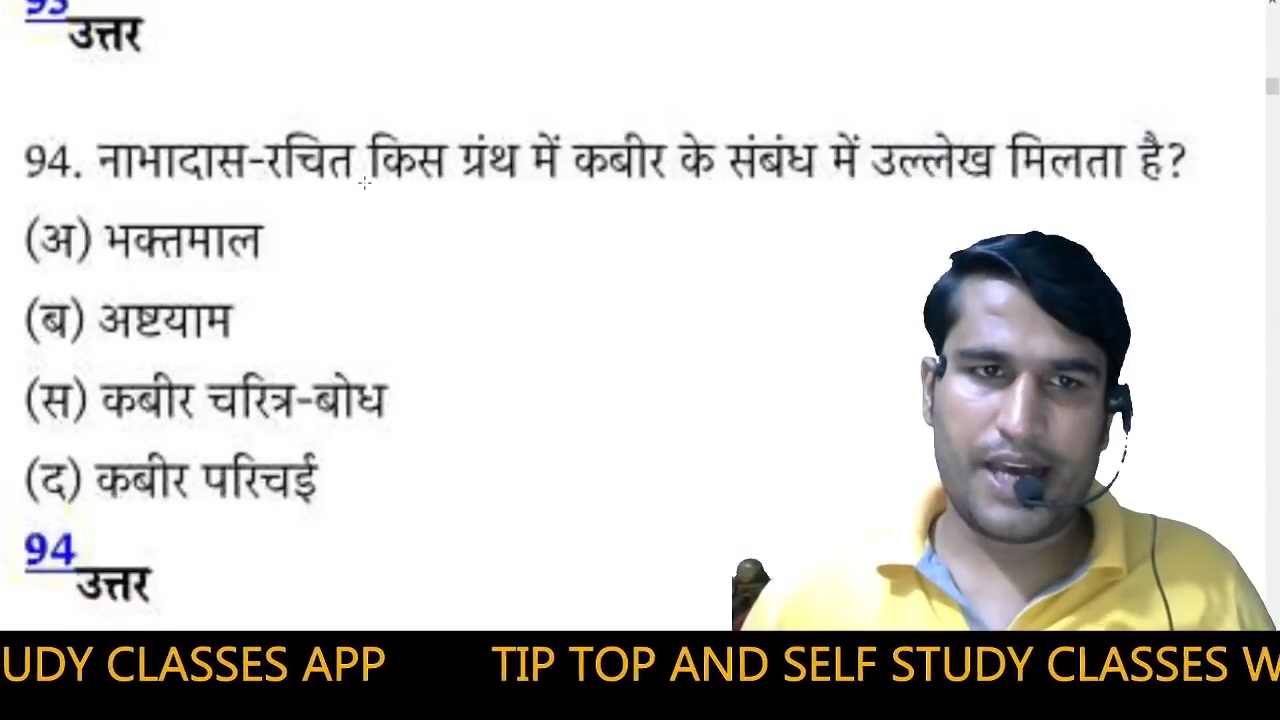 93
उत्तर
94. नाभादास-रचित किस ग्रंथ में कबीर के संबंध में उल्लेख मिलता है?
(अ) भक्तमाल
(ब) अष्टयाम
(स) कबीर चरित्र-बोध
(द) कबीर परिचई
94
उत्तर
UDY CLASSES APP TIP TOP AND SELF STUDY CLASSES W